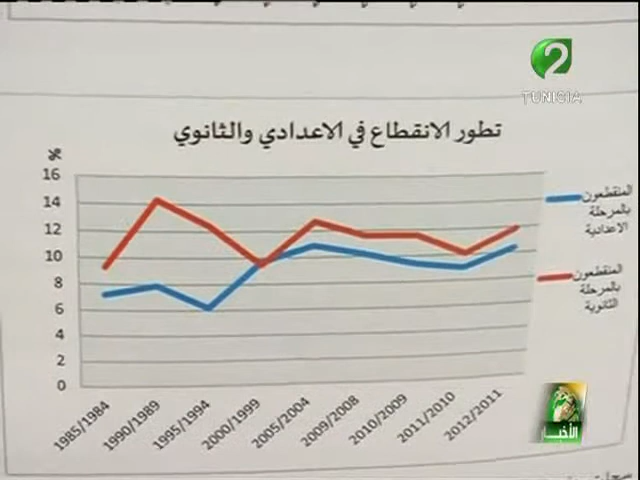 2
TUNISIA
تطور الانقطاع في الاعدادي والثانوي
%
16
14
12
10
8
6
4
2
0
1985/1984
1990/1989
1995/1994
2000/1999
2005/2004
2009/2008
2010/2009
2011/2010
2012/2011
المنقطعون
بالمرحلة
الاعدادية
المنقطعون
بالمرحلة
الثانوية
الأخبار